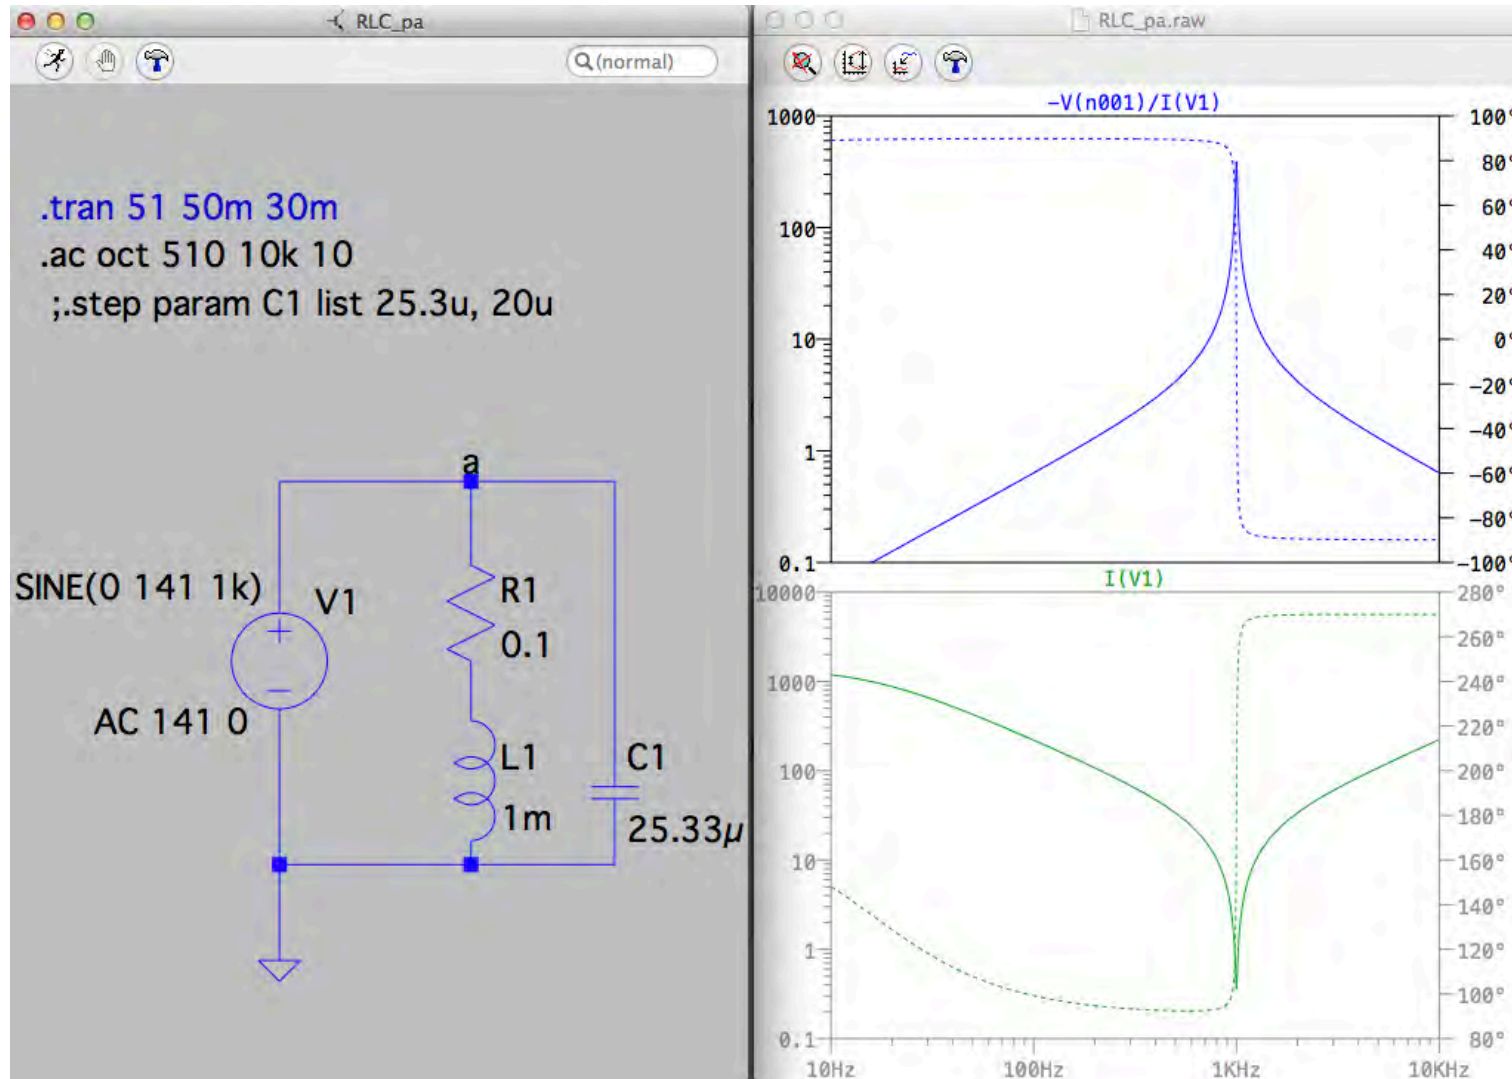 RLC_pa
(normal)
.tran 51 50m 30m
.ac oct 510 10k 10
;.step param C1 list 25.3u, 20u
a
SINE(0 141 1k)
V1
AC 141 0
R1
0.1
L1
1m
C1
25.33µ
RLC_pa.raw
-V(n001)/I(V1)
1000
100
10
1
0.1
100°
80°
60°
40°
20°
0°
-20°
-40°
-60°
-80°
-100°
I(V1)
10000
1000
100
10
1
0.1
280°
260°
240°
220°
200°
180°
160°
140°
120°
100°
80°
10Hz
100Hz
1KHz
10KHz